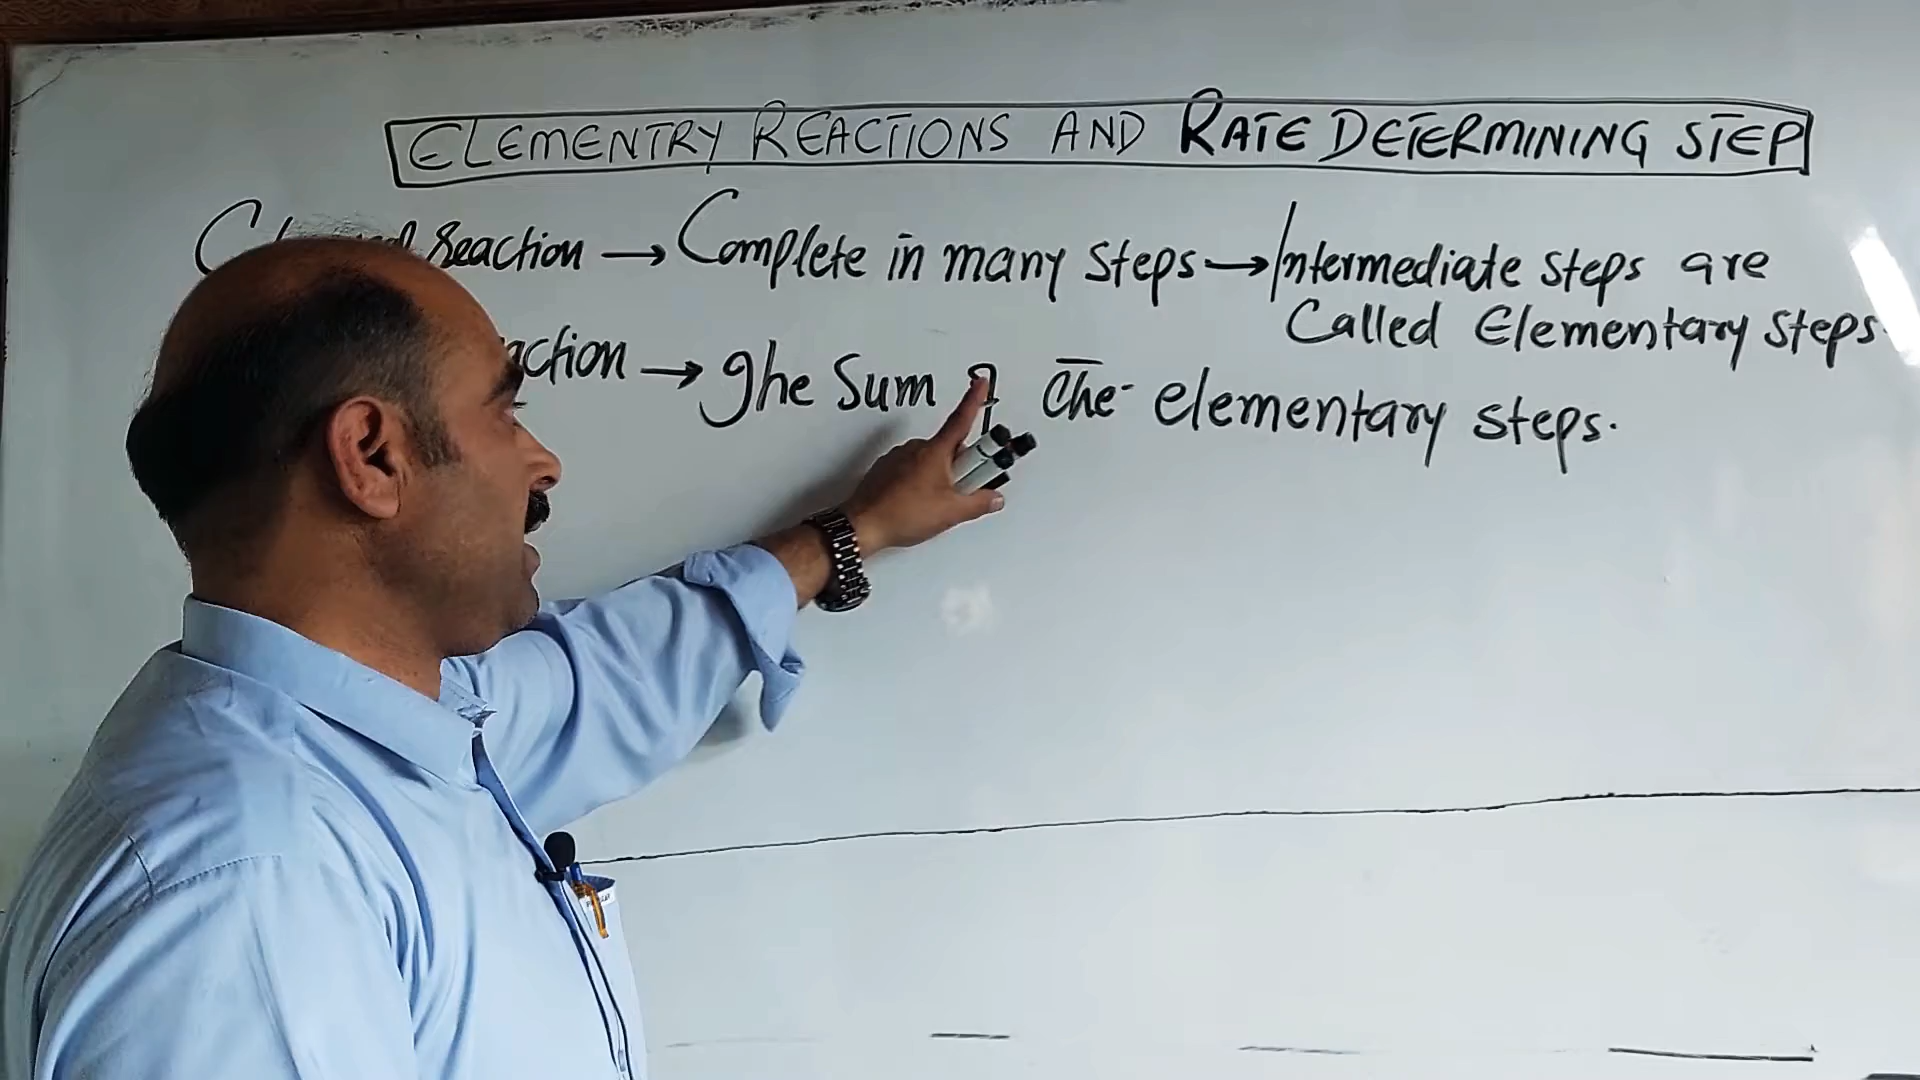 ELEMENTRY REACTIONS AND RATE DETERMINING STEP
Reaction → Complete in many steps → Intermediate steps are
Called Elementary steps.
→ The Sum of The elementary steps.